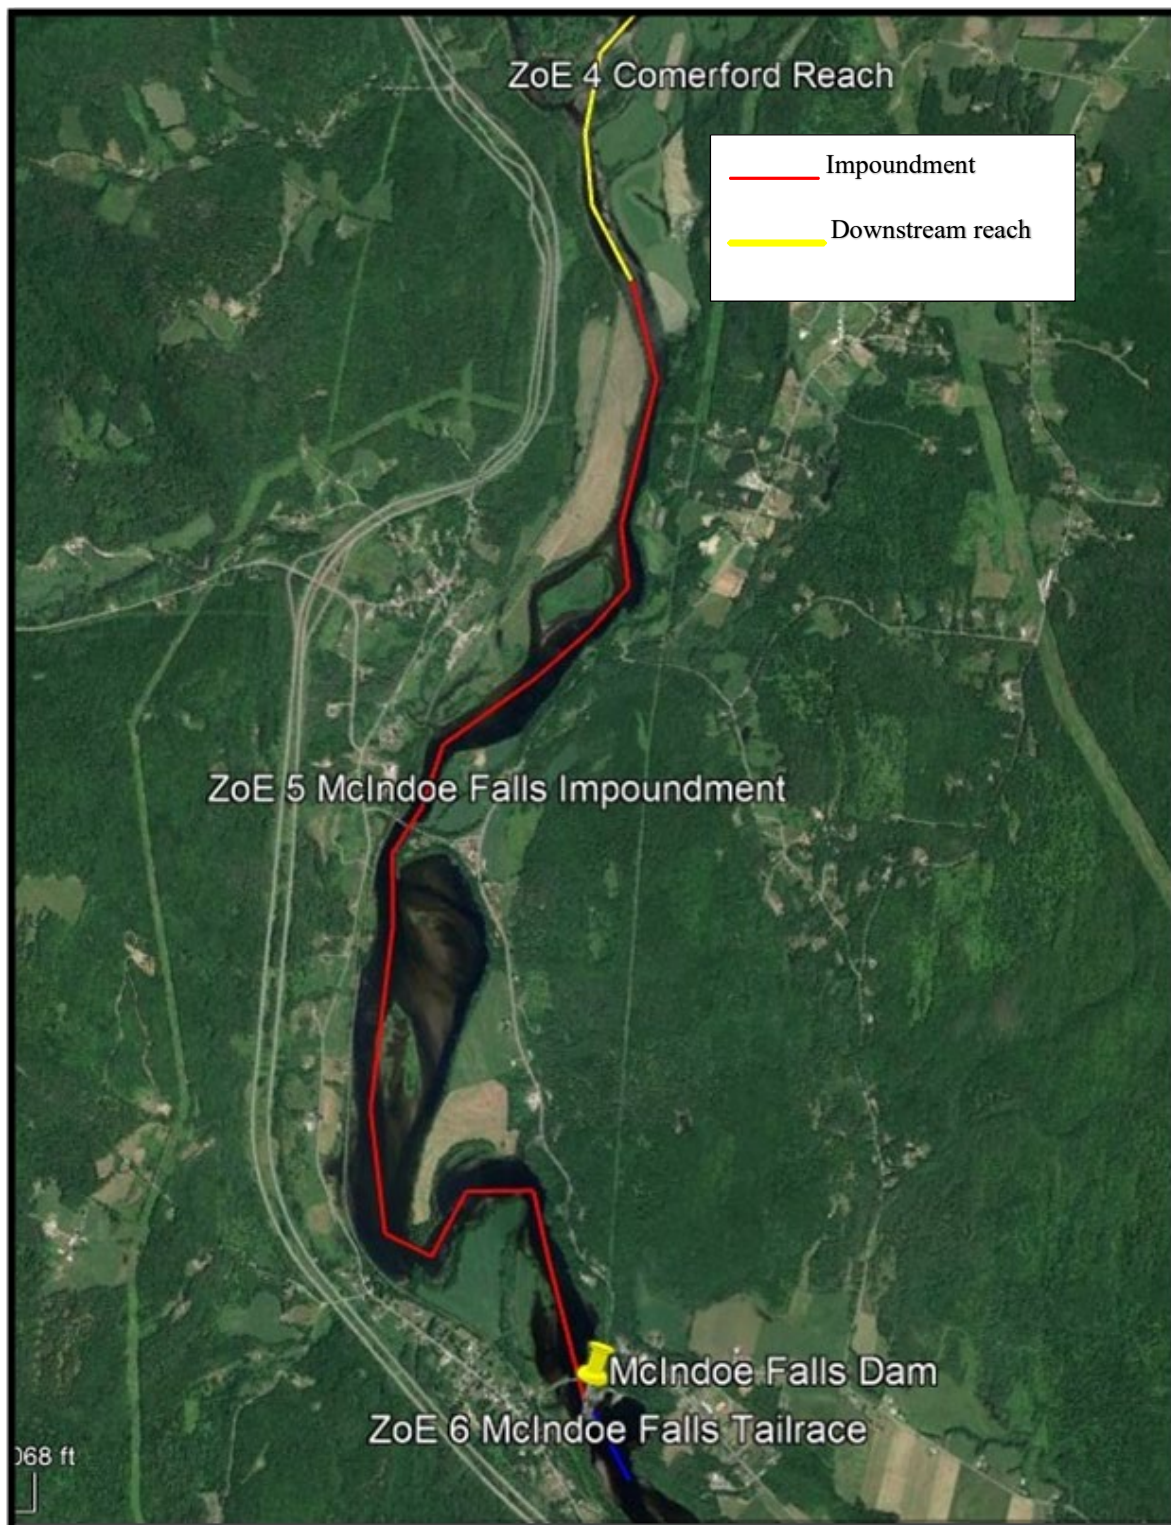 ZoE 4 Comerford Reach
Impoundment
Downstream reach
ZoE 5 McIndoe Falls Impoundment
McIndoe Falls Dam
ZoE 6 McIndoe Falls Tailrace
068 ft